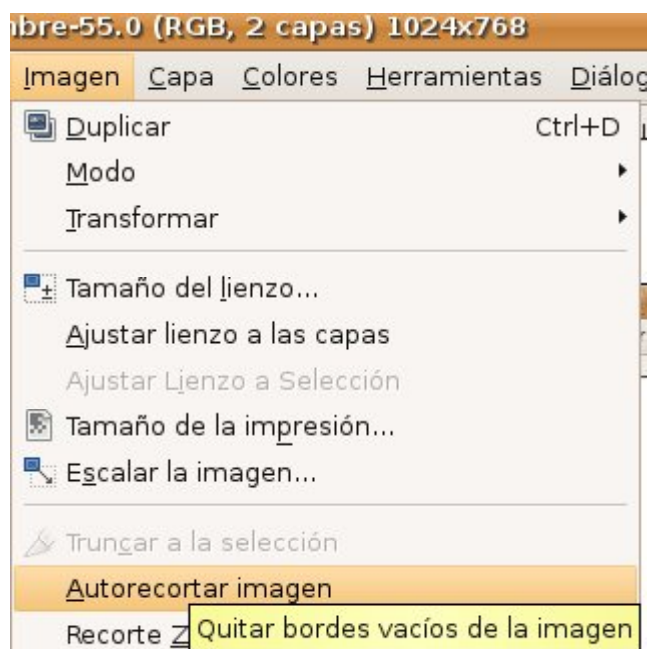 bre-55.0 (RGB, 2 capas) 1024x768
Imagen Capa Colores Herramientas Diálog
Duplicar Ctrl+D
Modo
Transformar
Tamaño del lienzo...
Ajustar lienzo a las capas
Ajustar Lienzo a Selección
Tamaño de la impresión...
Escalar la imagen...
Truncar a la selección
Autorecortar imagen
Recorte Z
Quitar bordes vacíos de la imagen